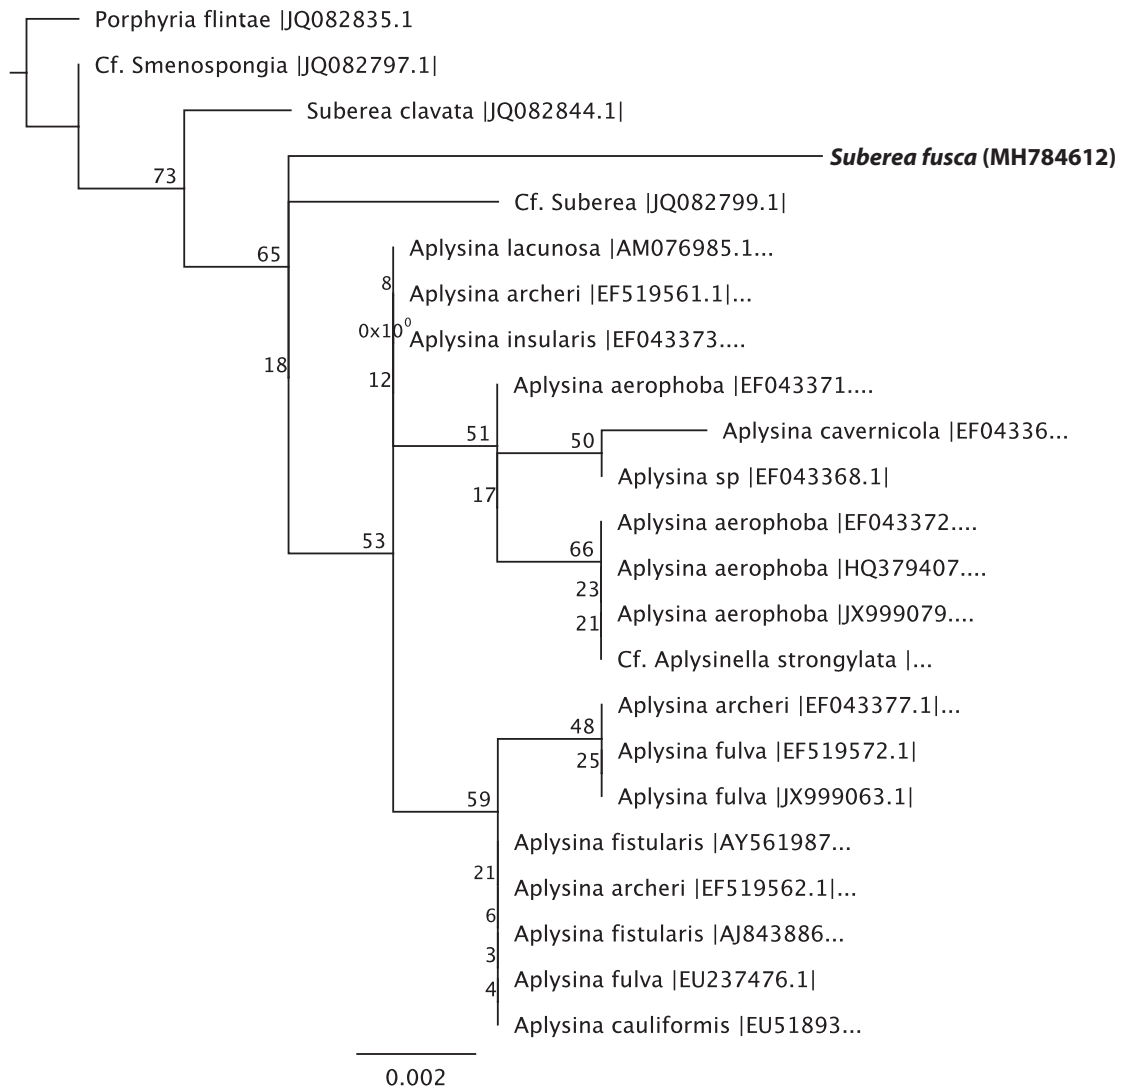 Porphyria flintae |JQ082835.1
Cf. Smenospongia |JQ082797.1|
Suberea clavata |JQ082844.1|
Suberea fusca (MH784612)
73
Cf. Suberea |JQ082799.1|
Aplysina lacunosa |AM076985.1...
65
8
Aplysina archeri |EF519561.1|...
0x10⁰
Aplysina insularis |EF043373....
18
12
Aplysina aerophoba |EF043371....
51
50
Aplysina cavernicola |EF04336...
Aplysina sp |EF043368.1|
17
Aplysina aerophoba |EF043372....
53
66
Aplysina aerophoba |HQ379407....
23
Aplysina aerophoba |JX999079....
21
Cf. Aplysinella strongylata |...
Aplysina archeri |EF043377.1|...
48
Aplysina fulva |EF519572.1|
25
Aplysina fulva |JX999063.1|
59
Aplysina fistularis |AY561987...
21
Aplysina archeri |EF519562.1|...
6
Aplysina fistularis |AJ843886...
3
Aplysina fulva |EU237476.1|
4
Aplysina cauliformis |EU51893...
0.002